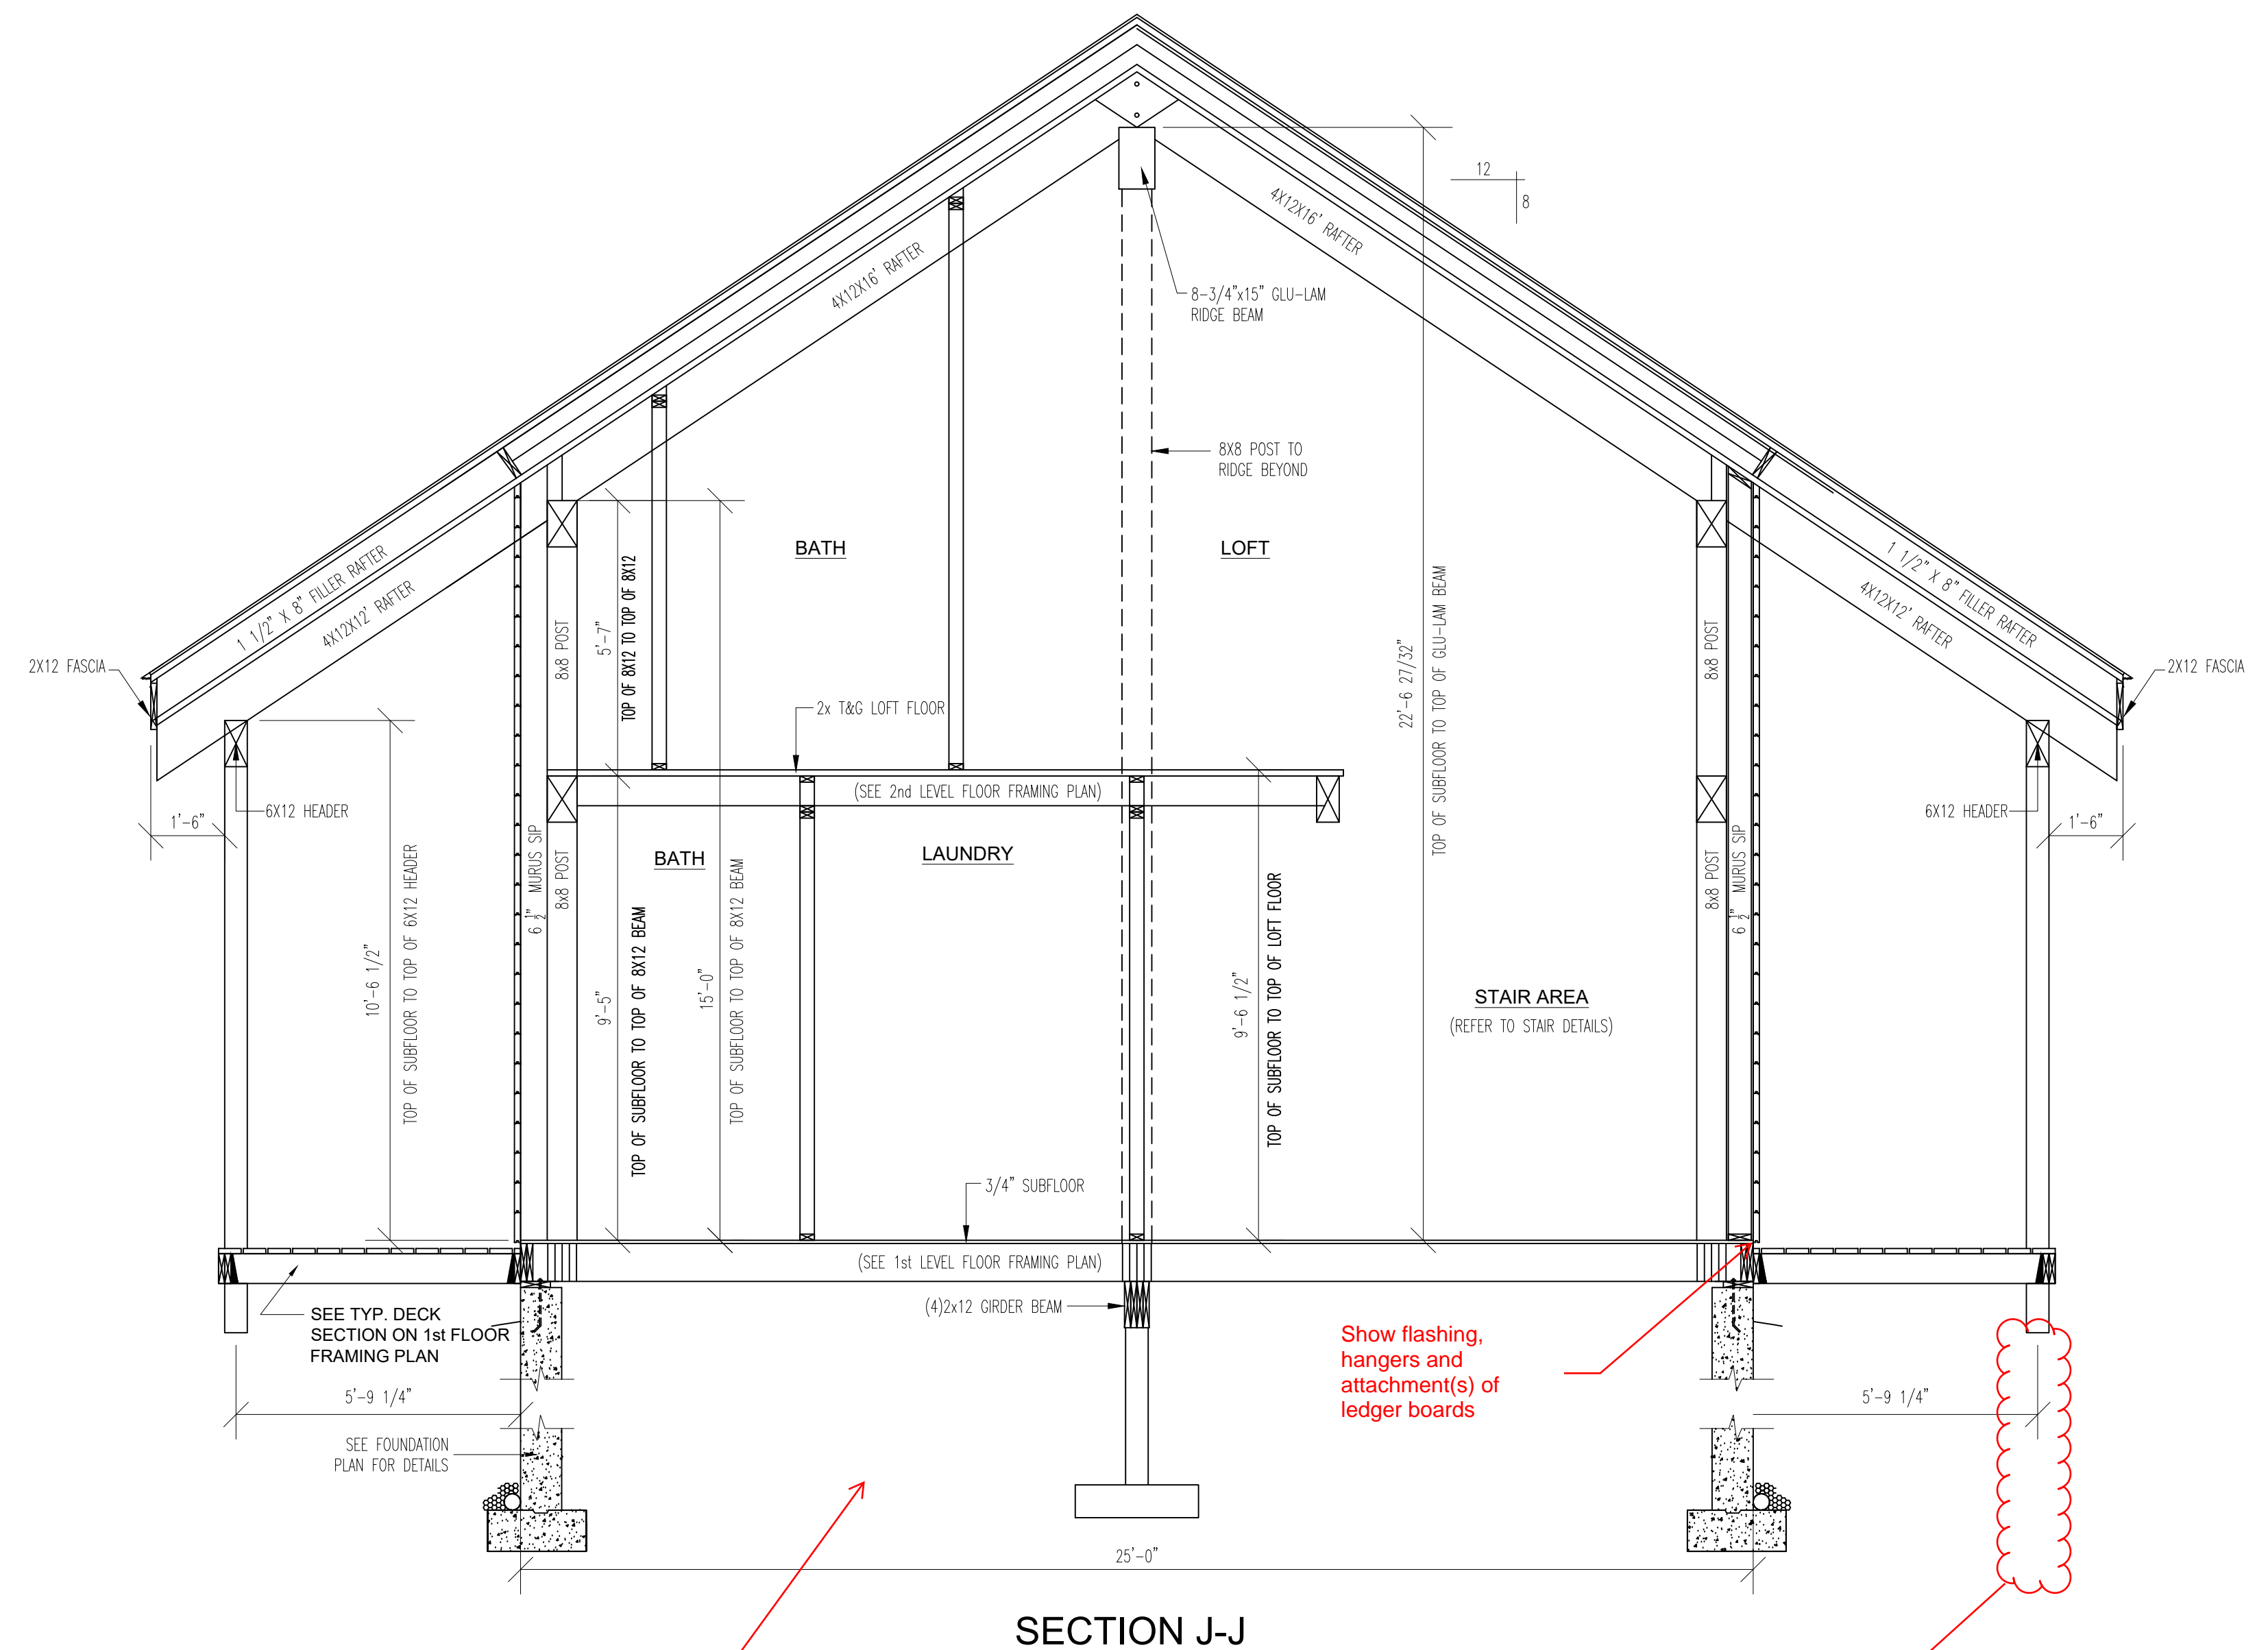 12
8
4X12X16' RAFTER
4X12X16' RAFTER
8-3/4"x15" GLU-LAM
RIDGE BEAM
8X8 POST TO
RIDGE BEYOND
BATH
LOFT
1 1/2" X 8" FILLER RAFTER
4X12X12' RAFTER
1 1/2" X 8" FILLER RAFTER
4X12X12' RAFTER
2X12 FASCIA
2X12 FASCIA
8x8 POST
5'-7"
TOP OF 8X12 TO TOP OF 8X12
22'-6 27/32"
TOP OF SUBFLOOR TO TOP OF GLU-LAM BEAM
8x8 POST
2x T&G LOFT FLOOR
(SEE 2nd LEVEL FLOOR FRAMING PLAN)
6X12 HEADER
6X12 HEADER
1'-6"
1'-6"
BATH
LAUNDRY
10'-6 1/2"
TOP OF SUBFLOOR TO TOP OF 6X12 HEADER
6 1/2" MURUS SIP
8x8 POST
9'-5"
TOP OF SUBFLOOR TO TOP OF 8X12 BEAM
15'-0"
TOP OF SUBFLOOR TO TOP OF 8X12 BEAM
9'-6 1/2"
TOP OF SUBFLOOR TO TOP OF LOFT FLOOR
8x8 POST
6 1/2" MURUS SIP
STAIR AREA
(REFER TO STAIR DETAILS)
3/4" SUBFLOOR
(SEE 1st LEVEL FLOOR FRAMING PLAN)
(4)2x12 GIRDER BEAM
SEE TYP. DECK
SECTION ON 1st FLOOR
FRAMING PLAN
Show flashing,
hangers and
attachment(s) of
ledger boards
5'-9 1/4"
5'-9 1/4"
SEE FOUNDATION
PLAN FOR DETAILS
25'-0"
SECTION J-J